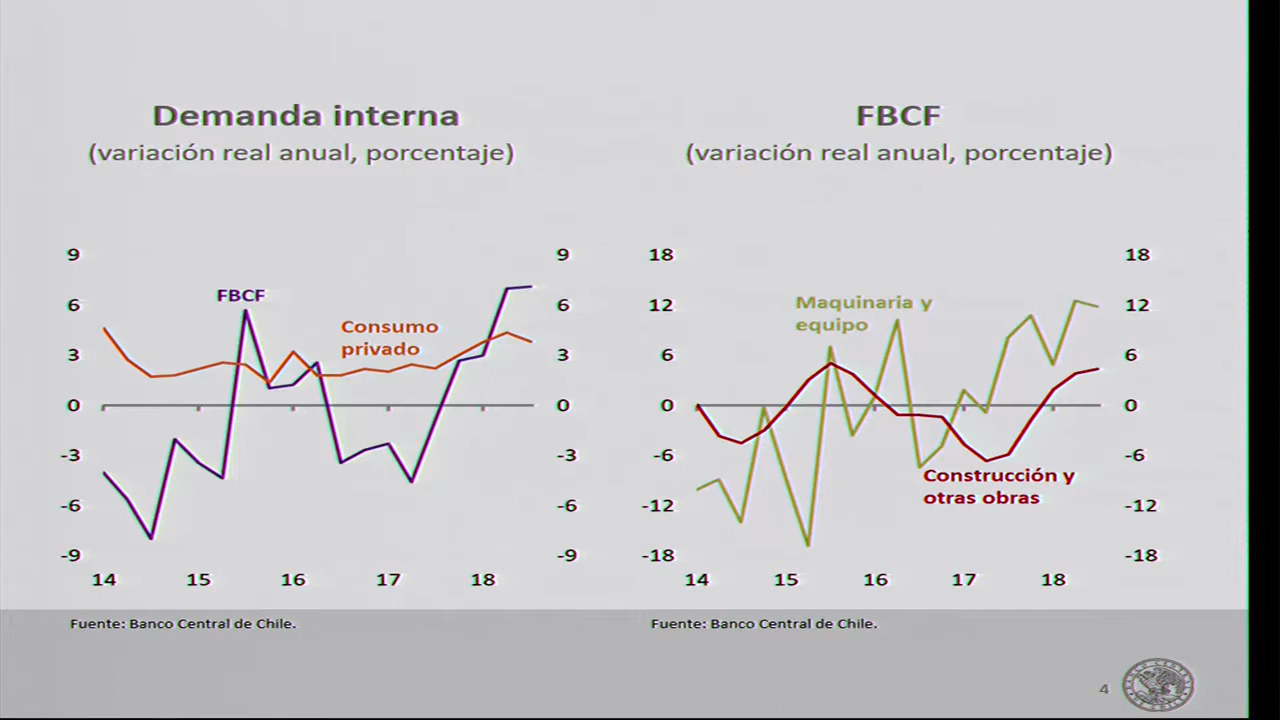 Demanda interna
(variación real anual, porcentaje)
9
6
3
0
-3
-6
-9
9
6
3
0
-3
-6
-9
FBCF
Consumo
privado
14 15 16 17 18
Fuente: Banco Central de Chile.
FBCF
(variación real anual, porcentaje)
18
12
6
0
-6
-12
-18
18
12
6
0
-6
-12
-18
Maquinaria y
equipo
Construcción y
otras obras
14 15 16 17 18
Fuente: Banco Central de Chile.
4